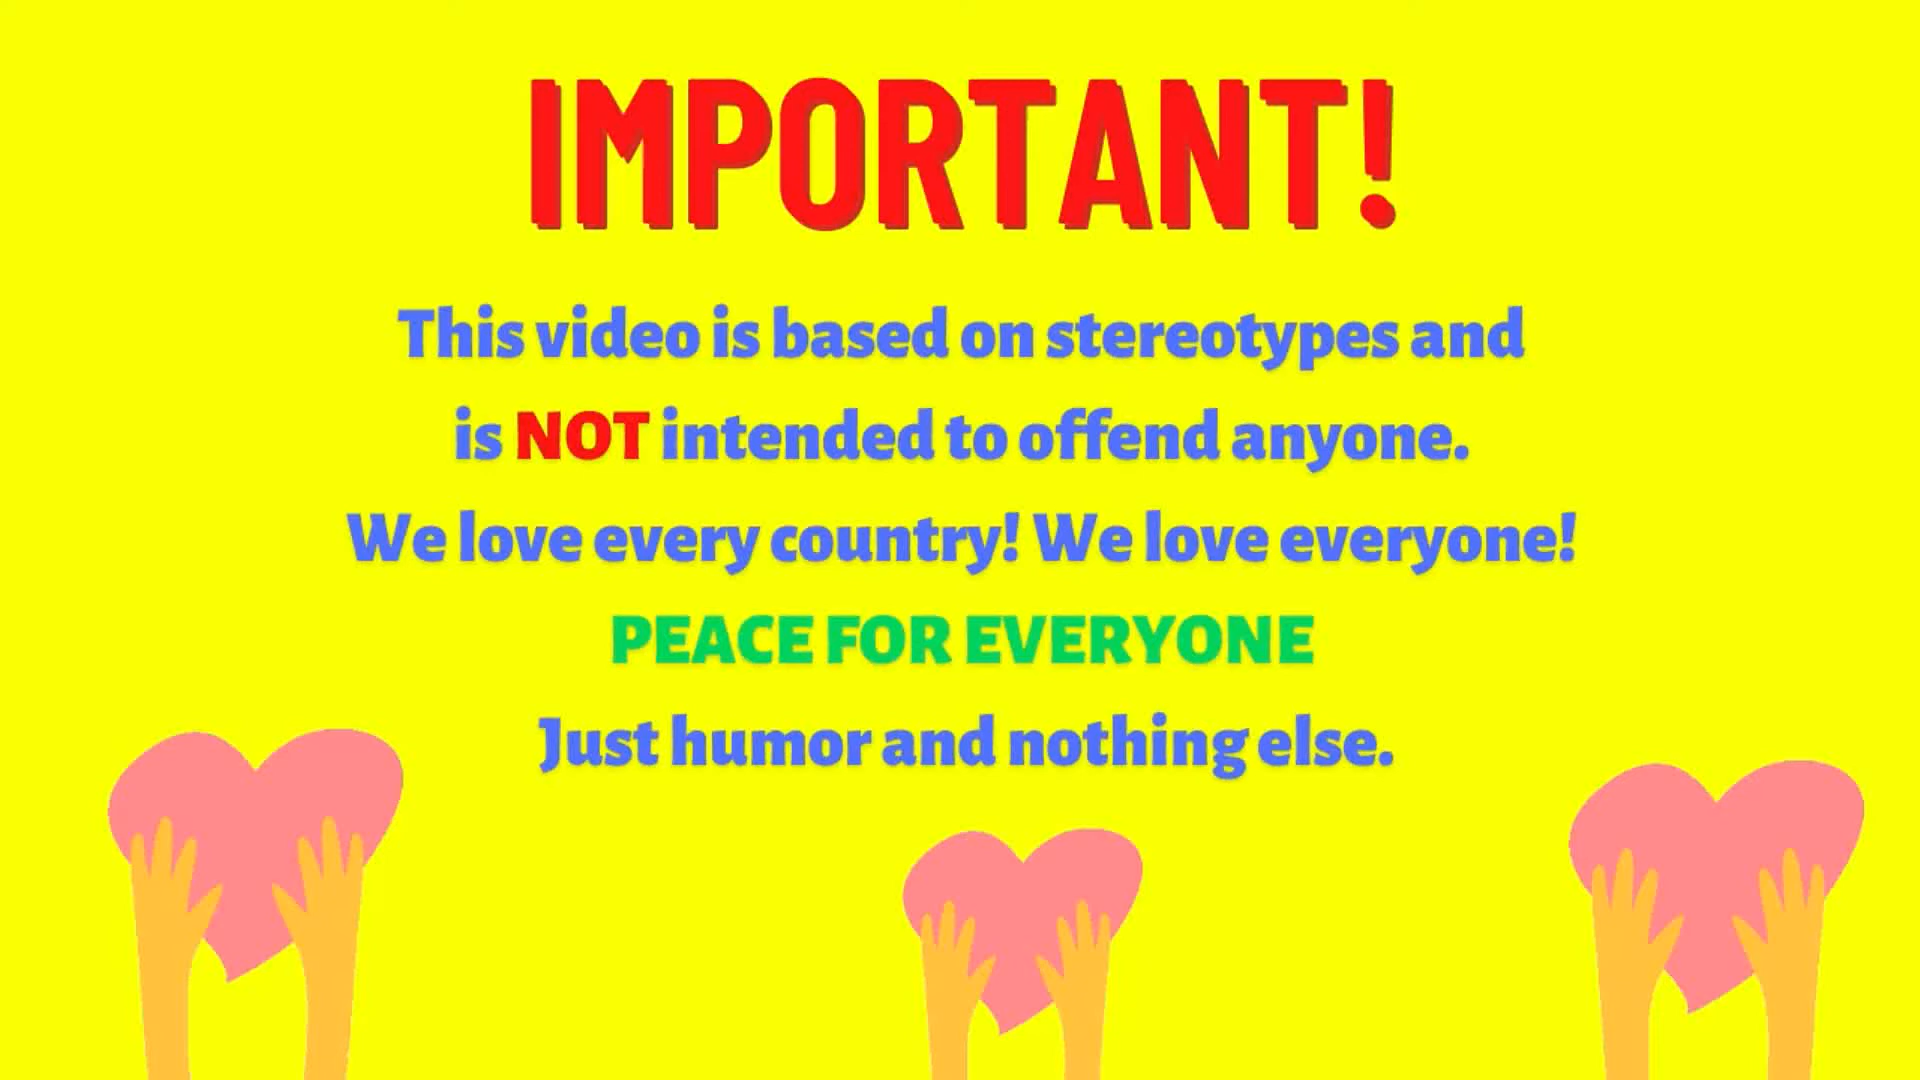 IMPORTANT!
This video is based on stereotypes and
is NOT intended to offend anyone.
We love every country! We love everyone!
PEACE FOR EVERYONE
Just humor and nothing else.